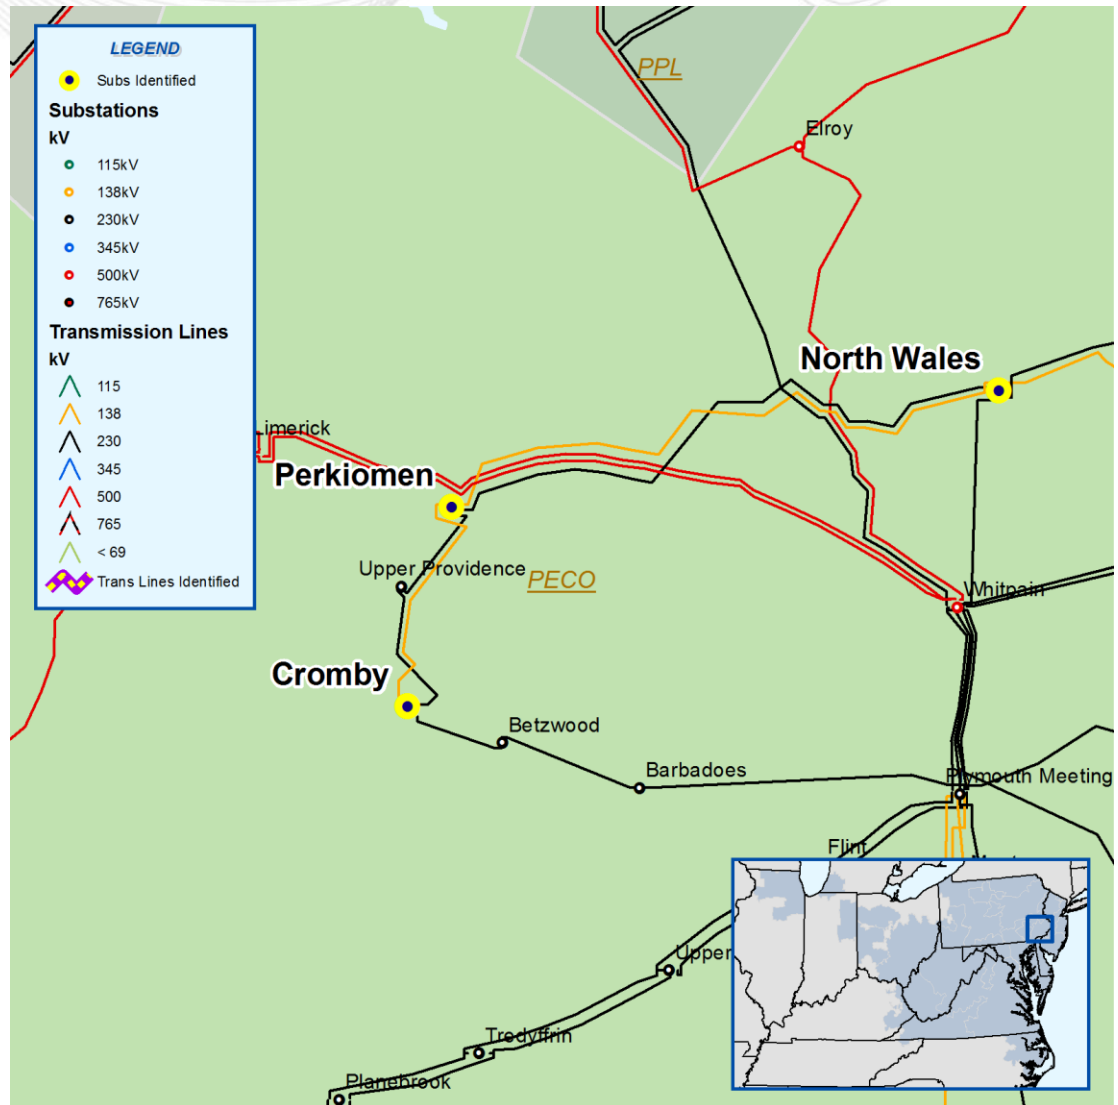 LEGEND
Subs Identified
Substations
kV
115kV
138kV
230kV
345kV
500kV
765kV
Transmission Lines
kV
115
138
230
345
500
765
< 69
Trans Lines Identified
PPL
Elroy
North Wales
Limerick
Perkiomen
Upper Providence
PECO
Whitpain
Cromby
Betzwood
Barbadoes
Plymouth Meeting
Flint
Upper
Tredyffrin
Planebrook